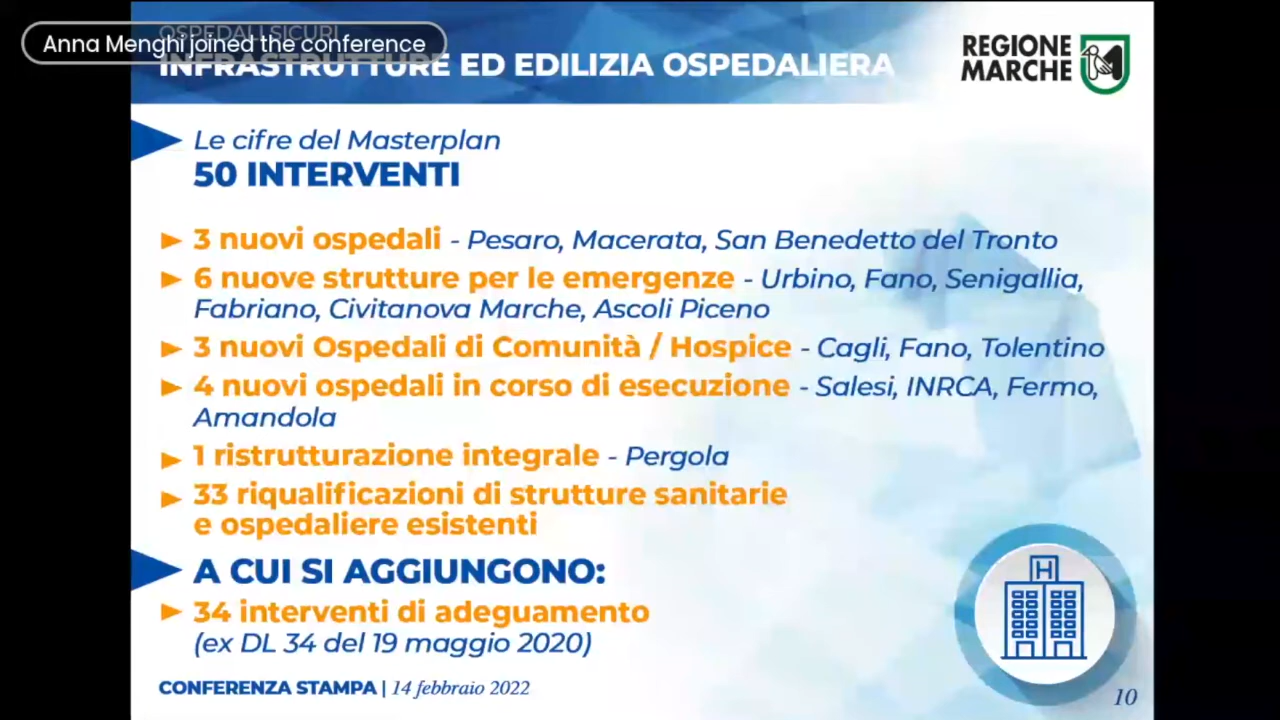 OSPEDALI SICURI
Anna Menghi joined the conference
INFRASTRUTTURE ED EDILIZIA OSPEDALIERA
REGIONE
MARCHE
Le cifre del Masterplan
50 INTERVENTI
3 nuovi ospedali - Pesaro, Macerata, San Benedetto del Tronto
6 nuove strutture per le emergenze - Urbino, Fano, Senigallia,
Fabriano, Civitanova Marche, Ascoli Piceno
3 nuovi Ospedali di Comunità / Hospice - Cagli, Fano, Tolentino
4 nuovi ospedali in corso di esecuzione - Salesi, INRCA, Fermo,
Amandola
1 ristrutturazione integrale - Pergola
33 riqualificazioni di strutture sanitarie
e ospedaliere esistenti
A CUI SI AGGIUNGONO:
34 interventi di adeguamento
(ex DL 34 del 19 maggio 2020)
H
CONFERENZA STAMPA | 14 febbraio 2022
10